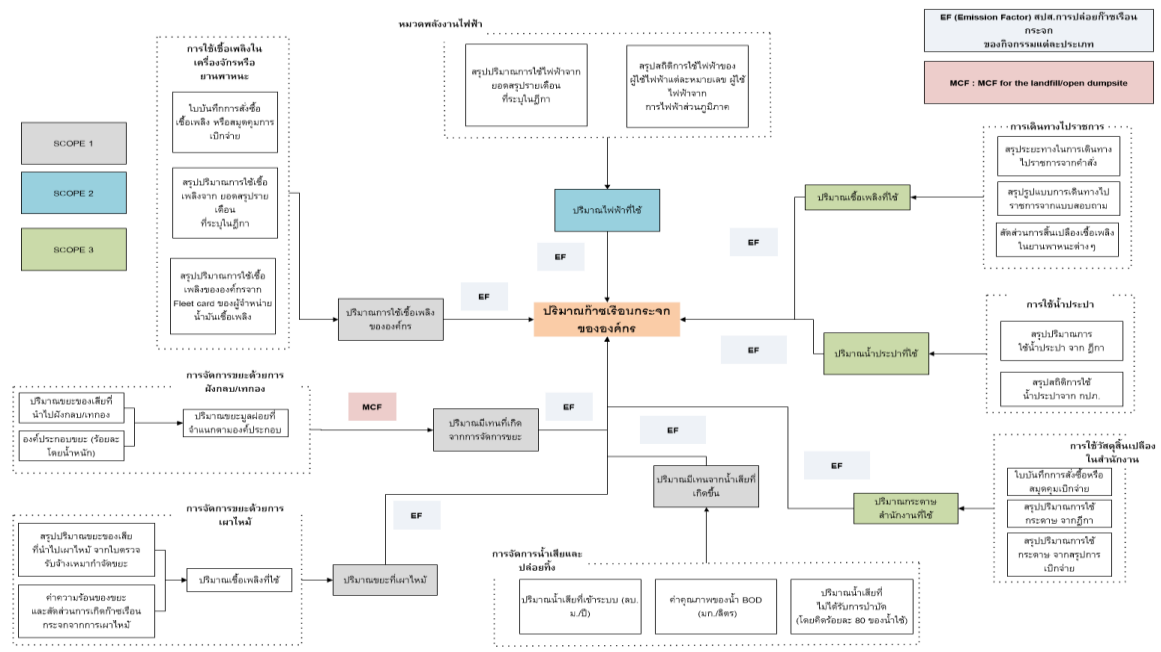 หมวดพลังงานไฟฟ้า
สรุปปริมาณการใช้ไฟฟ้าจาก
ยอดสรุปรายเดือน
ที่ระบุในฎีกา
สรุปสถิติการใช้ไฟฟ้าของ
ผู้ใช้ไฟฟ้าแต่ละหมายเลข ผู้ใช้
ไฟฟ้าจาก
การไฟฟ้าส่วนภูมิภาค
EF (Emission Factor) สปส.การปล่อยก๊าซเรือน
กระจก
ของกิจกรรมแต่ละประเภท
MCF : MCF for the landfill/open dumpsite
SCOPE 1
SCOPE 2
SCOPE 3
การใช้เชื้อเพลิงใน
เครื่องจักรหรือ
ยานพาหนะ
ใบบันทึกการสั่งซื้อ
เชื้อเพลิง หรือสมุดคุมการ
เบิกจ่าย
สรุปปริมาณการใช้เชื้อ
เพลิงจาก ยอดสรุปราย
เดือน
ที่ระบุในฎีกา
สรุปปริมาณการใช้เชื้อ
เพลิงขององค์กรจาก
Fleet card ของผู้จำหน่าย
น้ำมันเชื้อเพลิง
ปริมาณการใช้เชื้อเพลิง
ขององค์กร
EF
ปริมาณไฟฟ้าที่ใช้
EF
ปริมาณก๊าซเรือนกระจก
ขององค์กร
การเดินทางไปราชการ
สรุประยะทางในการเดินทาง
ไปราชการจากคำสั่ง
สรุปรูปแบบการเดินทางไป
ราชการจากแบบสอบถาม
สัดส่วนการสิ้นเปลืองเชื้อเพลิง
ในยานพาหนะต่างๆ
ปริมาณเชื้อเพลิงที่ใช้
EF
การใช้น้ำประปา
สรุปปริมาณการ
ใช้น้ำประปา จาก ฎีกา
สรุปสถิติการใช้
น้ำประปาจาก กปภ.
ปริมาณน้ำประปาที่ใช้
EF
การจัดการขยะด้วยการ
ฝังกลบ/เทกอง
ปริมาณขยะของเสียที่
นำไปฝังกลบ/เทกอง
องค์ประกอบขยะ (ร้อยละ
โดยน้ำหนัก)
ปริมาณขยะมูลฝอยที่
จำแนกตามองค์ประกอบ
MCF
ปริมาณมีเทนที่เกิด
จากการจัดการขยะ
EF
EF
ปริมาณมีเทนจากน้ำเสียที่
เกิดขึ้น
การใช้วัสดุสิ้นเปลือง
ในสำนักงาน
ใบบันทึกการสั่งซื้อหรือ
สมุดคุมเบิกจ่าย
สรุปปริมาณการใช้
กระดาษ จากฎีกา
สรุปปริมาณการใช้
กระดาษ จากสรุปการ
เบิกจ่าย
ปริมาณกระดาษ
สำนักงานที่ใช้
EF
การจัดการขยะด้วยการ
เผาไหม้
สรุปปริมาณขยะของเสีย
ที่นำไปเผาไหม้ จากใบตรวจ
รับจ้างเหมากำจัดขยะ
ค่าความร้อนของขยะ
และสัดส่วนการเกิดก๊าซเรือน
กระจกจากการเผาไหม้
ปริมาณเชื้อเพลิงที่ใช้
ปริมาณขยะที่เผาไหม้
EF
การจัดการน้ำเสียและ
ปล่อยทิ้ง
ปริมาณน้ำเสียที่เข้าระบบ (ลบ.
ม./ปี)
ค่าคุณภาพของน้ำ BOD
(มก./ลิตร)
ปริมาณน้ำเสียที่
ไม่ได้รับการบำบัด
(โดยคิดร้อยละ 80 ของน้ำใช้)